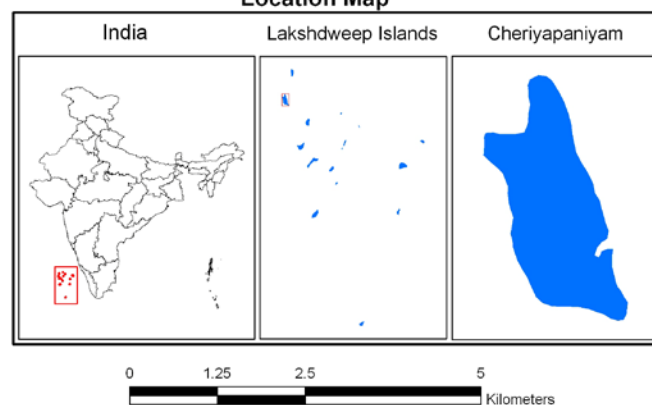 Location Map
India
Lakshdweep Islands
Cheriyapaniyam
0 1.25 2.5 5
Kilometers